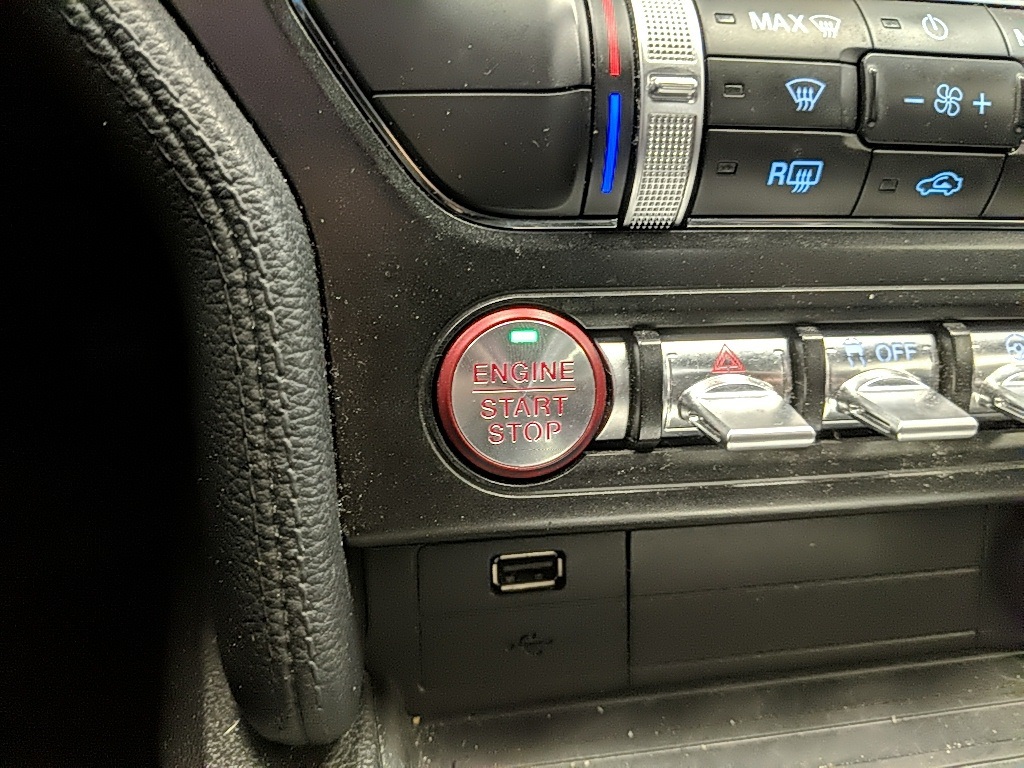 MAX
- +
R
ENGINE
START
STOP
OFF